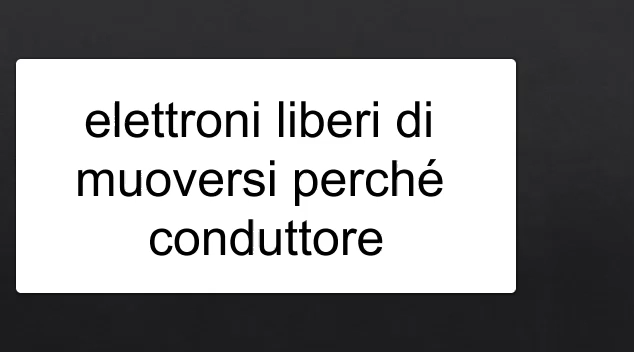 elettroni liberi di
muoversi perché
conduttore